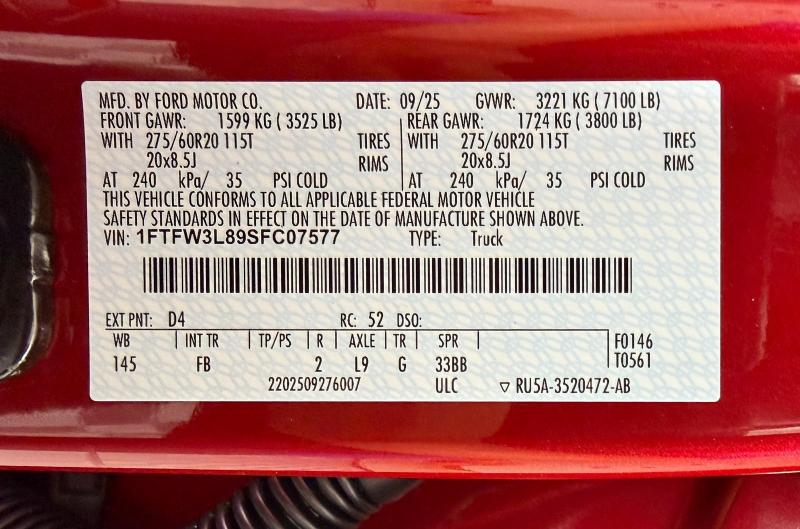 MFD. BY FORD MOTOR CO. DATE: 09/25 GVWR: 3221 KG ( 7100 LB)
FRONT GAWR: 1599 KG ( 3525 LB) REAR GAWR: 1724 KG ( 3800 LB)
WITH 275/60R20 115T TIRES WITH 275/60R20 115T TIRES
20x8.5J RIMS 20x8.5J RIMS
AT 240 kPa/ 35 PSI COLD AT 240 kPa/ 35 PSI COLD
THIS VEHICLE CONFORMS TO ALL APPLICABLE FEDERAL MOTOR VEHICLE
SAFETY STANDARDS IN EFFECT ON THE DATE OF MANUFACTURE SHOWN ABOVE.
VIN: 1FTFW3L89SFC07577 TYPE: Truck
EXT PNT: D4 RC: 52 DSO:
WB INT TR TP/PS R AXLE TR SPR F0146
145 FB 2 L9 G 33BB T0561
2202509276007 ULC ▽ RU5A-3520472-AB